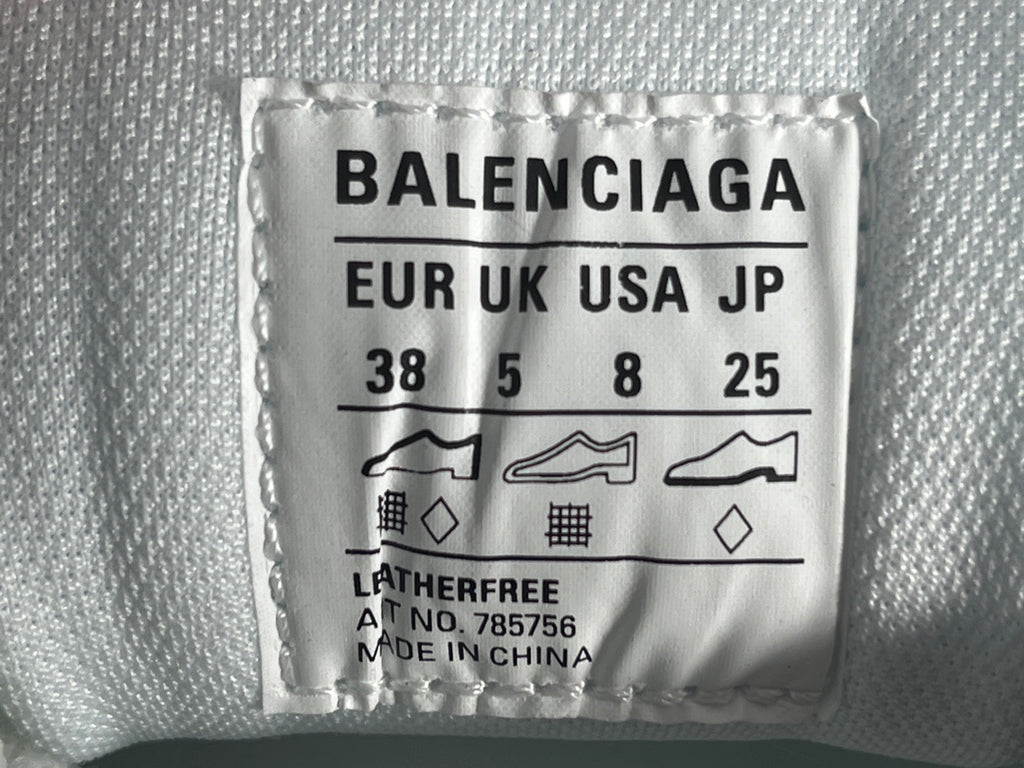 BALENCIAGA
EUR UK USA JP
38 5 8 25
LEATHERFREE
ART NO. 785756
MADE IN CHINA